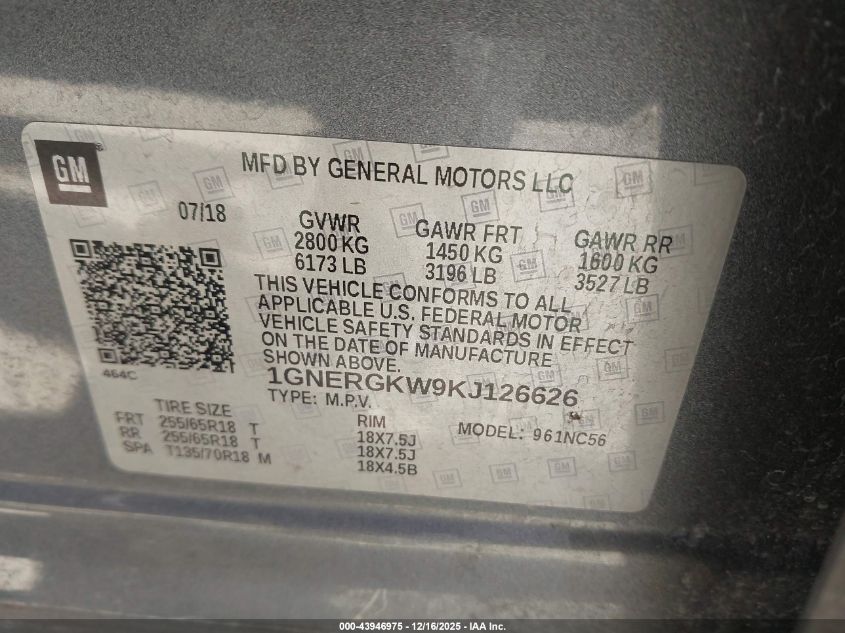 GM
MFD BY GENERAL MOTORS LLC
07/18
GVWR
2800 KG
6173 LB
GAWR FRT
1450 KG
3196 LB
GAWR RR
1600 KG
3527 LB
THIS VEHICLE CONFORMS TO ALL
APPLICABLE U.S. FEDERAL MOTOR
VEHICLE SAFETY STANDARDS IN EFFECT
ON THE DATE OF MANUFACTURE
SHOWN ABOVE.
464C
1GNERGKW9KJ126626
TYPE: M.P.V.
MODEL: 961NC56
TIRE SIZE RIM
FRT 255/65R18 T 18X7.5J
RR 255/65R18 T 18X7.5J
SPA T135/70R18 M 18X4.5B
000-43946975 - 12/16/2025 - IAA Inc.